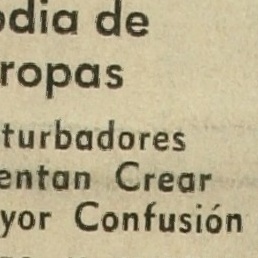 odia de
ropas
turbadores
entan Crear
yor Confusión